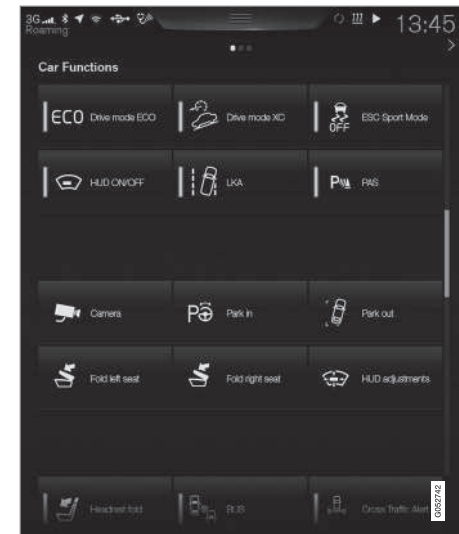 3G 13:45
Roaming
Car Functions
ECO Drive mode ECO Drive mode XC OFF ESC Sport Mode
HUD ON/OFF LKA P PAS
Camera P Park in Park out
Fold left seat Fold right seat HUD adjustments
Headrest fold BLIS Cross Traffic Alert
G052742